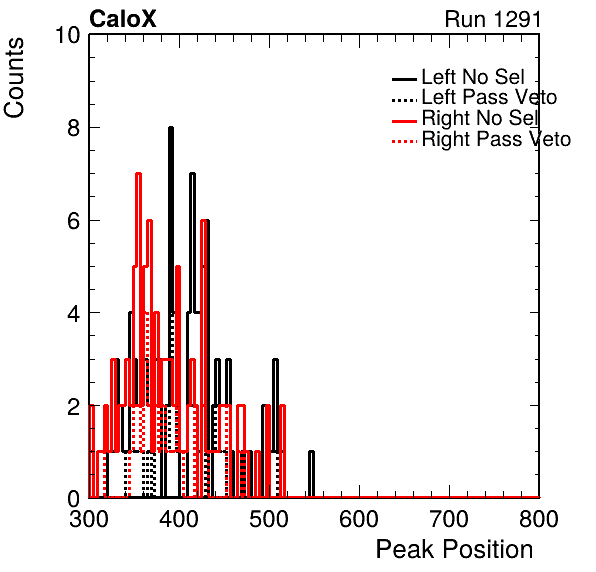 CaloX Run 1291
Counts
10
8
6
4
2
0
Left No Sel
Left Pass Veto
Right No Sel
Right Pass Veto
300 400 500 600 700 800
Peak Position